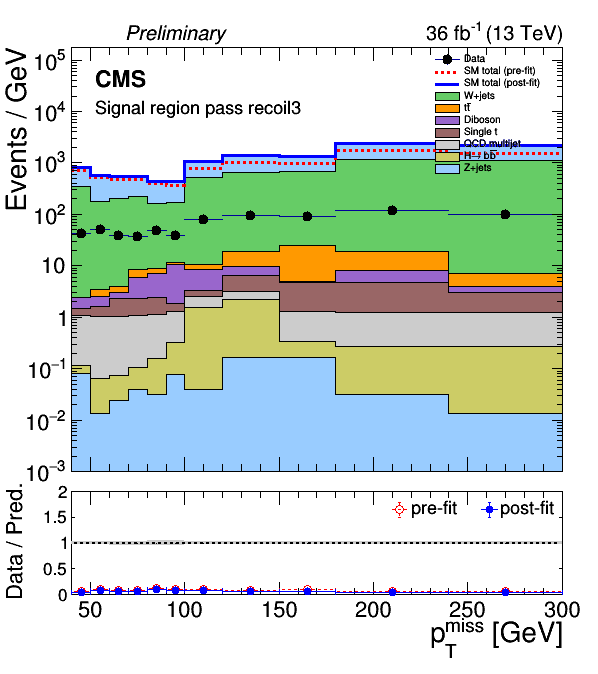 Preliminary 36 fb⁻¹ (13 TeV)
CMS
Signal region pass recoil3
Data
SM total (pre-fit)
SM total (post-fit)
W+jets
tt̅
Diboson
Single t
QCD multijet
H→ bb̅
Z+jets
Events / GeV
10⁵
10⁴
10³
10²
10
1
10⁻¹
10⁻²
10⁻³
pre-fit post-fit
Data / Pred.
2
1.5
1
0.5
0
50 100 150 200 250 300
p_T^miss [GeV]